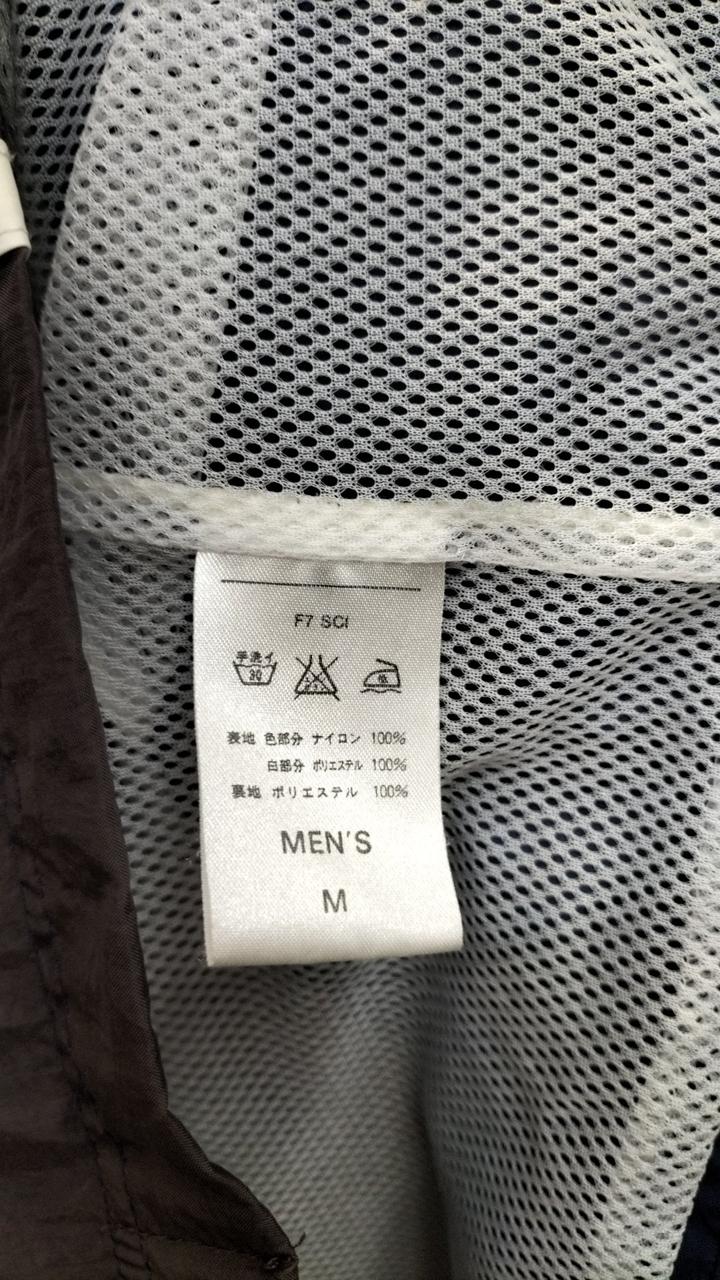 F7 SCI
手洗イ
30
低
表地 色部分 ナイロン 100%
白部分 ポリエステル 100%
裏地 ポリエステル 100%
MEN'S
M